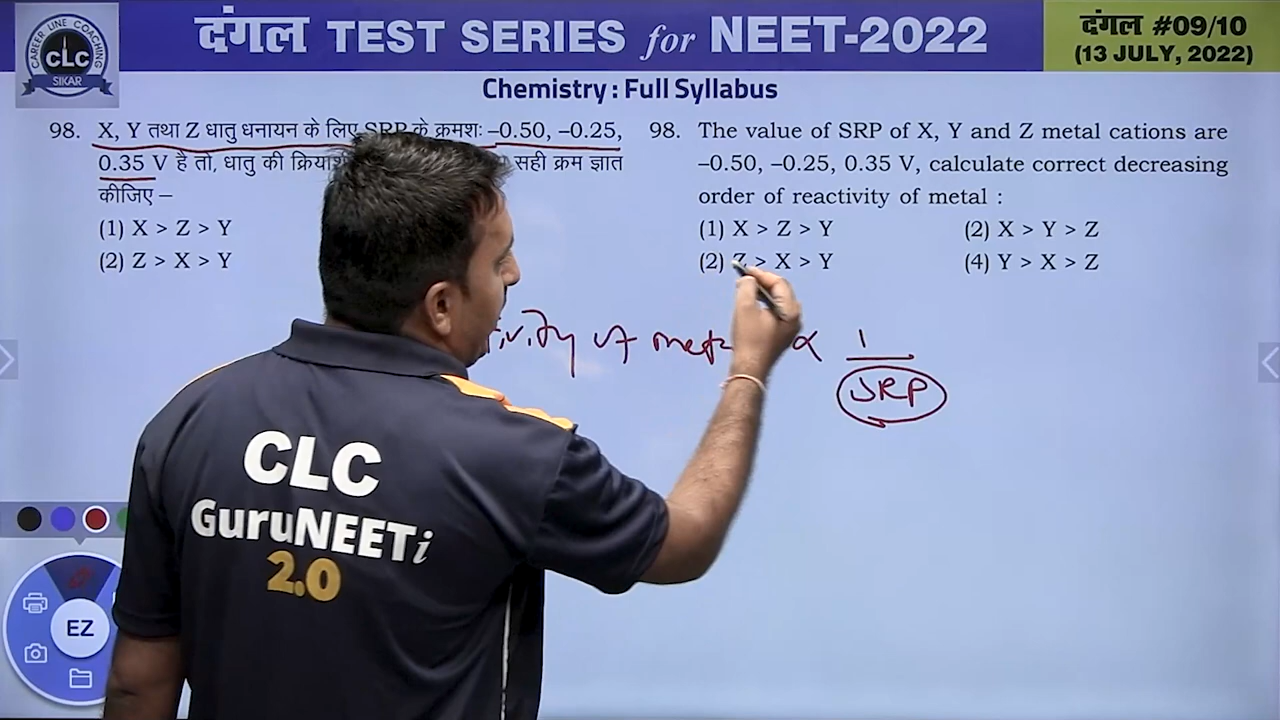 दंगल TEST SERIES for NEET-2022
दंगल #09/10
(13 JULY, 2022)
CAREER LINE COACHING
CLC
SIKAR
Chemistry : Full Syllabus
98. X, Y तथा Z धातु धनायन के लिए SRP के क्रमशः –0.50, –0.25,
0.35 V है तो, धातु की सही क्रम ज्ञात
कीजिए –
(1) X > Z > Y
(2) Z > X > Y
98. The value of SRP of X, Y and Z metal cations are
–0.50, –0.25, 0.35 V, calculate correct decreasing
order of reactivity of metal :
(1) X > Z > Y (2) X > Y > Z
(2) Z > X > Y (4) Y > X > Z
of ∝ 1
SRP
CLC
GuruNEETi
2.0
EZ